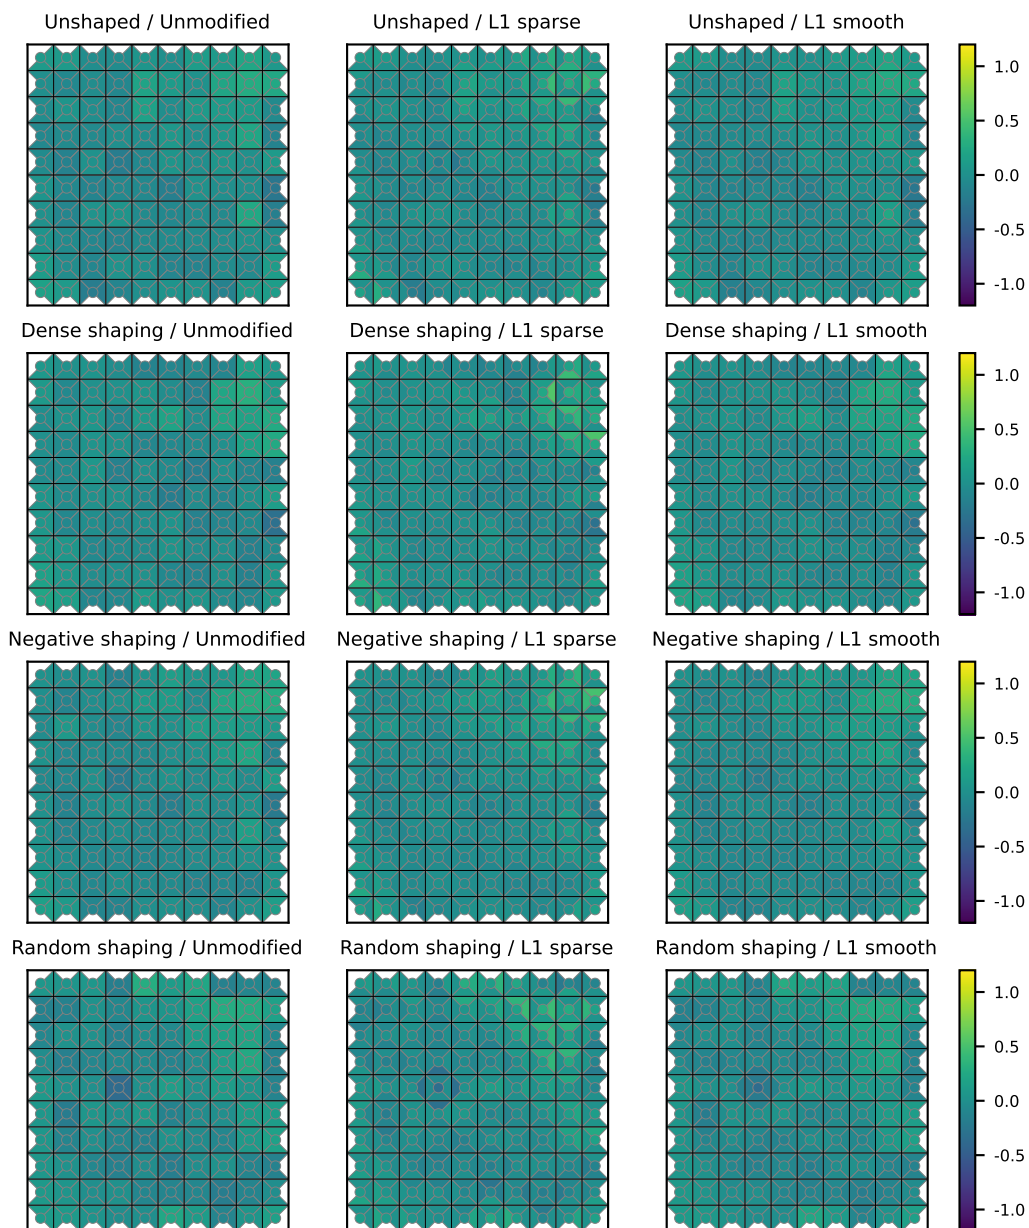 Unshaped / Unmodified
Unshaped / L1 sparse
Unshaped / L1 smooth
1.0
0.5
0.0
-0.5
-1.0
Dense shaping / Unmodified
Dense shaping / L1 sparse
Dense shaping / L1 smooth
1.0
0.5
0.0
-0.5
-1.0
Negative shaping / Unmodified
Negative shaping / L1 sparse
Negative shaping / L1 smooth
1.0
0.5
0.0
-0.5
-1.0
Random shaping / Unmodified
Random shaping / L1 sparse
Random shaping / L1 smooth
1.0
0.5
0.0
-0.5
-1.0